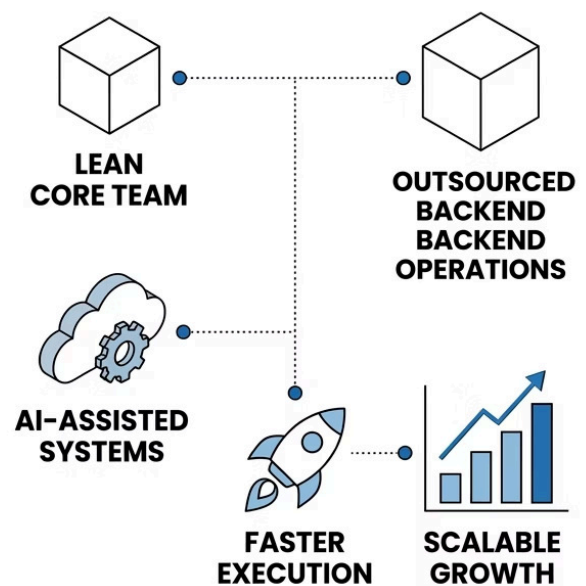 LEAN
CORE TEAM
OUTSOURCED
BACKEND
BACKEND
OPERATIONS
AI-ASSISTED
SYSTEMS
FASTER
EXECUTION
SCALABLE
GROWTH